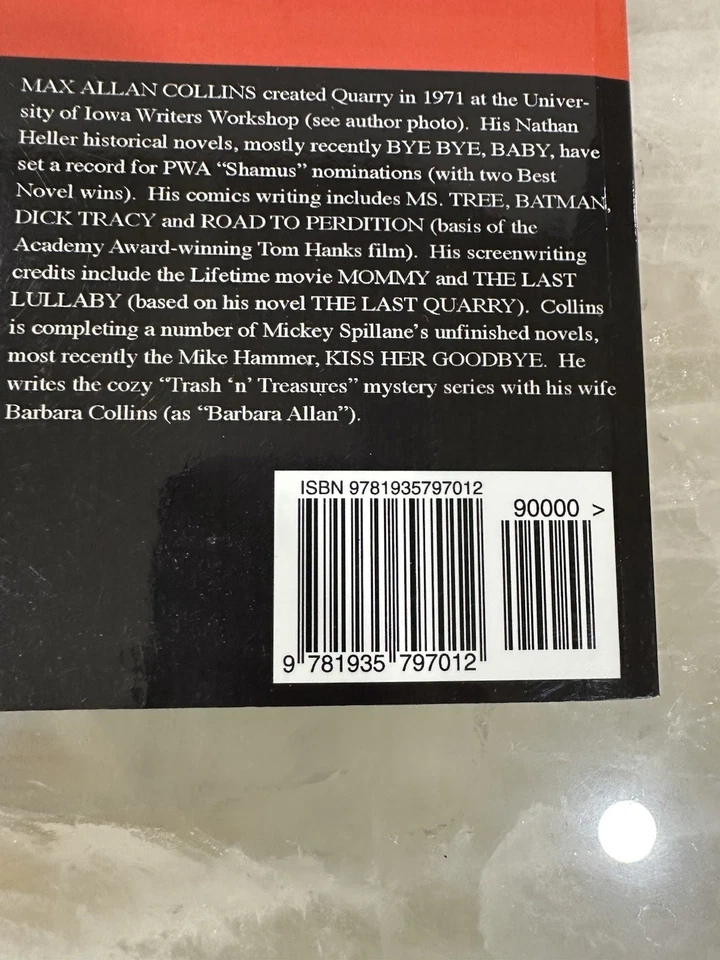 MAX ALLAN COLLINS created Quarry in 1971 at the Univer-
sity of Iowa Writers Workshop (see author photo). His Nathan
Heller historical novels, mostly recently BYE BYE, BABY, have
set a record for PWA “Shamus” nominations (with two Best
Novel wins). His comics writing includes MS. TREE, BATMAN,
DICK TRACY and ROAD TO PERDITION (basis of the
Academy Award-winning Tom Hanks film). His screenwriting
credits include the Lifetime movie MOMMY and THE LAST
LULLABY (based on his novel THE LAST QUARRY). Collins
is completing a number of Mickey Spillane’s unfinished novels,
most recently the Mike Hammer, KISS HER GOODBYE. He
writes the cozy “Trash ‘n’ Treasures” mystery series with his wife
Barbara Collins (as “Barbara Allan”).
ISBN 9781935797012
90000 >
9 781935 797012